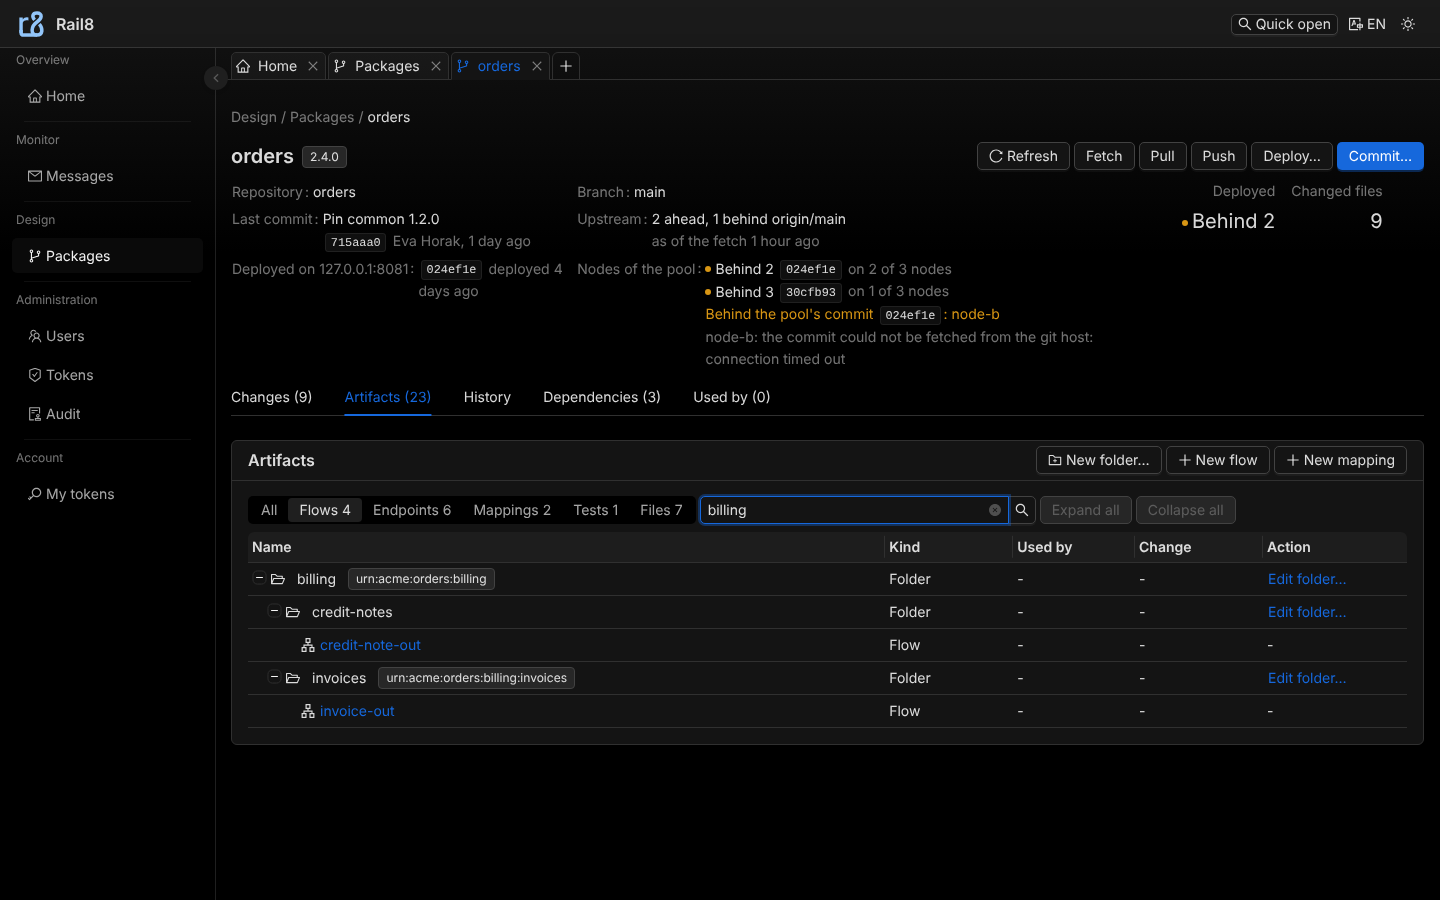 Rail8
Quick open
EN
Overview
Home
Monitor
Messages
Design
Packages
Administration
Users
Tokens
Audit
Account
My tokens
Home
Packages
orders
Design / Packages / orders
orders 2.4.0
Refresh
Fetch
Pull
Push
Deploy...
Commit...
Repository: orders
Branch: main
Deployed
Behind 2
Changed files
9
Last commit: Pin common 1.2.0
715aaa0 Eva Horak, 1 day ago
Upstream: 2 ahead, 1 behind origin/main
as of the fetch 1 hour ago
Deployed on 127.0.0.1:8081: 024ef1e deployed 4
days ago
Nodes of the pool: Behind 2 024ef1e on 2 of 3 nodes
Behind 3 30cfb93 on 1 of 3 nodes
Behind the pool's commit 024ef1e : node-b
node-b: the commit could not be fetched from the git host:
connection timed out
Changes (9)
Artifacts (23)
History
Dependencies (3)
Used by (0)
Artifacts
New folder...
New flow
New mapping
All
Flows 4
Endpoints 6
Mappings 2
Tests 1
Files 7
billing
Expand all
Collapse all
Name Kind Used by Change Action
billing urn:acme:orders:billing Folder - - Edit folder...
credit-notes Folder - - Edit folder...
credit-note-out Flow - - -
invoices urn:acme:orders:billing:invoices Folder - - Edit folder...
invoice-out Flow - - -